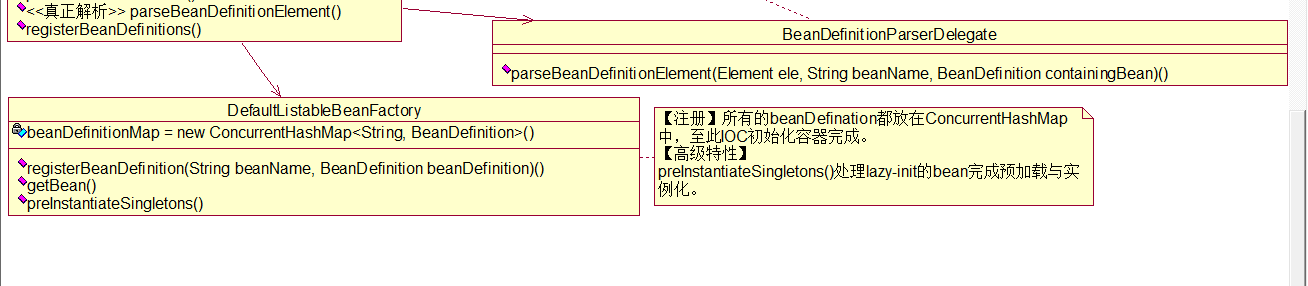 <<真正解析>> parseBeanDefinitionElement()
registerBeanDefinitions()
BeanDefinitionParserDelegate
parseBeanDefinitionElement(Element ele, String beanName, BeanDefinition containingBean)()
DefaultListableBeanFactory
beanDefinitionMap = new ConcurrentHashMap<String, BeanDefinition>()
registerBeanDefinition(String beanName, BeanDefinition beanDefinition)()
getBean()
preInstantiateSingletons()
【注册】所有的beanDefination都放在ConcurrentHashMap
中，至此IOC初始化容器完成。
【高级特性】
preInstantiateSingletons()处理lazy-init的bean完成预加载与实
例化。